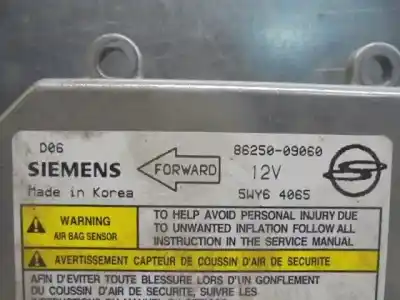 D06
SIEMENS
Made in Korea
FORWARD
86250-09060
12V
5WY6 4065
WARNING
AIR BAG SENSOR
TO HELP AVOID PERSONAL INJURY DUE
TO UNWANTED INFLATION FOLLOW ALL
INSTRUCTION IN THE SERVICE MANUAL
AVERTISSEMENT CAPTEUR DE COUSSIN D'AIR DE SECURITE
AFIN D'EVITER TOUTE BLESSURE LORS D'UN GONFLEMENT
DU COUSSIN D'AIR DE SECURITE, SUIVRE LES